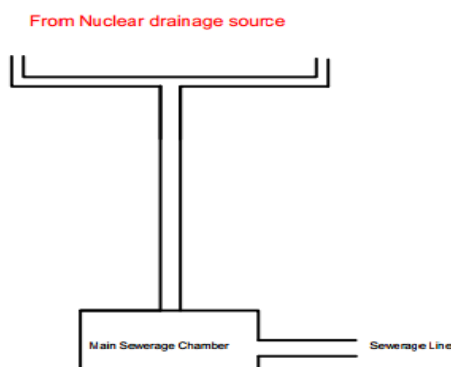 From Nuclear drainage source
Main Sewerage Chamber
Sewerage Line